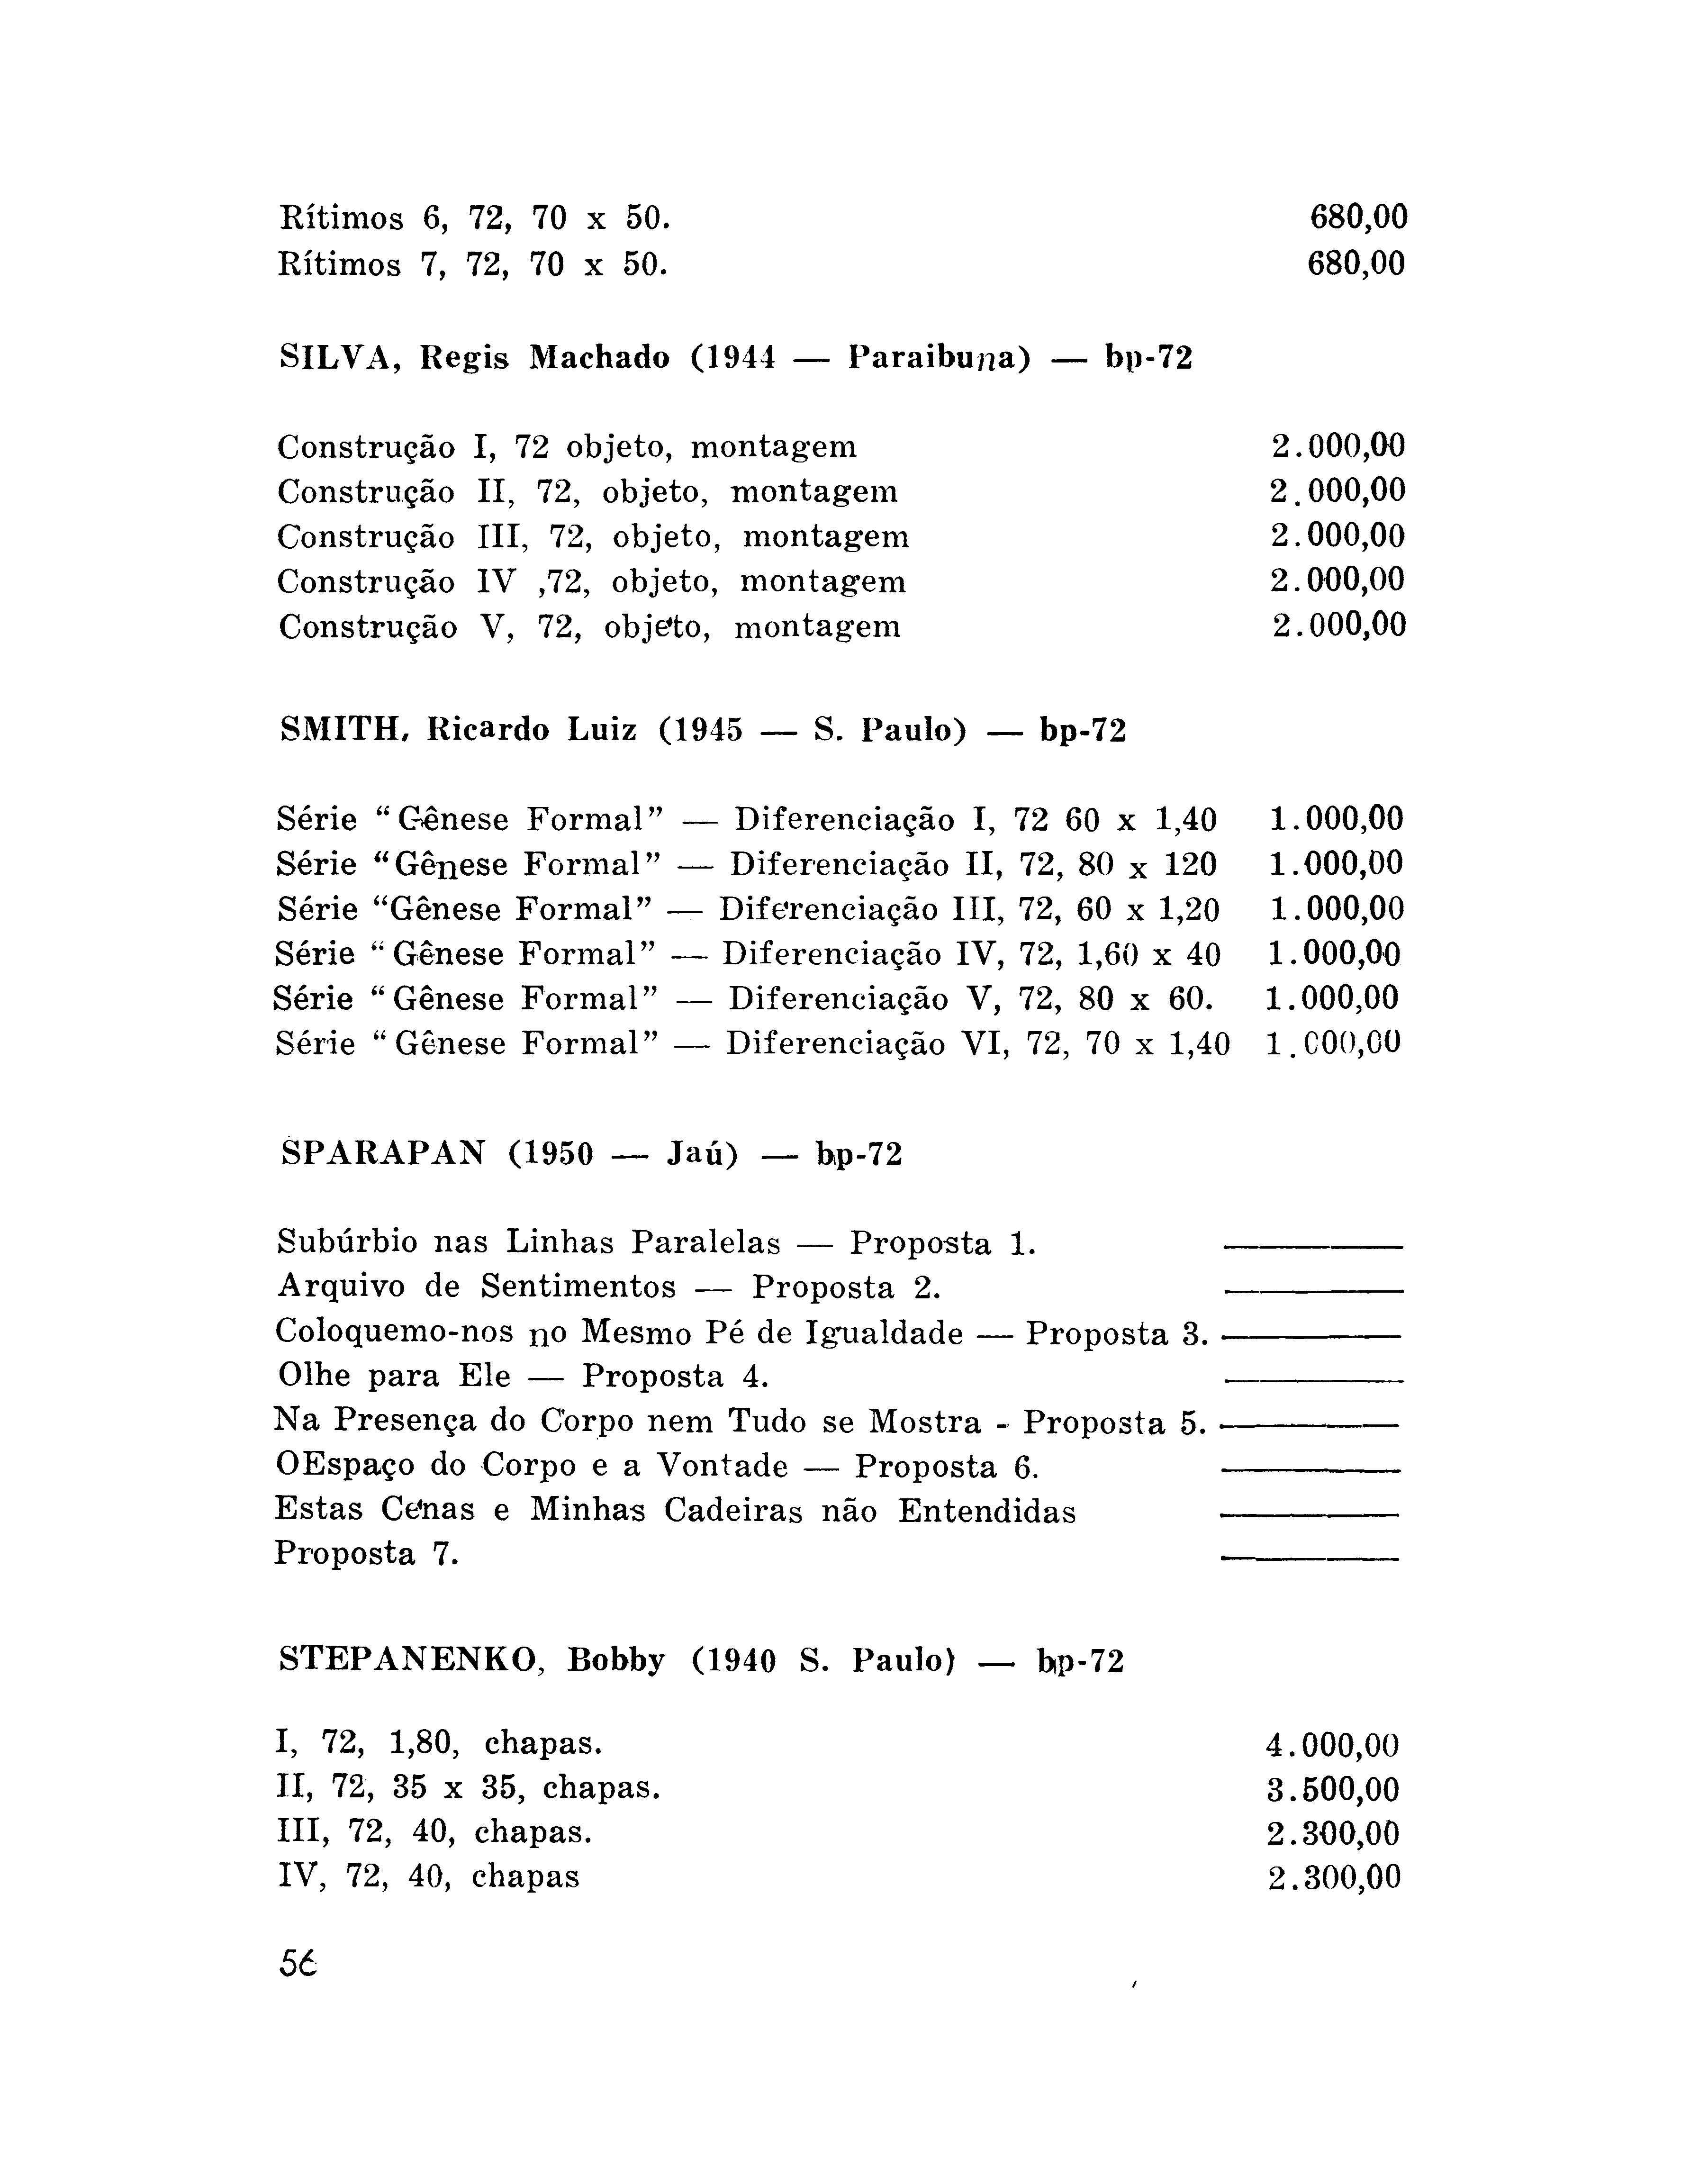 Rítimos 6, 72, 70 x 50. 680,00
Rítimos 7, 72, 70 x 50. 680,00
SILVA, Regis Machado (1944 — Paraibuna) — bp-72
Construção I, 72 objeto, montagem 2.000,00
Construção II, 72, objeto, montagem 2.000,00
Construção III, 72, objeto, montagem 2.000,00
Construção IV ,72, objeto, montagem 2.000,00
Construção V, 72, objeto, montagem 2.000,00
SMITH, Ricardo Luiz (1945 — S. Paulo) — bp-72
Série “Gênese Formal” — Diferenciação I, 72 60 x 1,40 1.000,00
Série “Gênese Formal” — Diferenciação II, 72, 80 x 120 1.000,00
Série “Gênese Formal” — Diferenciação III, 72, 60 x 1,20 1.000,00
Série “Gênese Formal” — Diferenciação IV, 72, 1,60 x 40 1.000,00
Série “Gênese Formal” — Diferenciação V, 72, 80 x 60. 1.000,00
Série “Gênese Formal” — Diferenciação VI, 72, 70 x 1,40 1.000,00
SPARAPAN (1950 — Jaú) — bp-72
Subúrbio nas Linhas Paralelas — Proposta 1. ————
Arquivo de Sentimentos — Proposta 2. ————
Coloquemo-nos no Mesmo Pé de Igualdade — Proposta 3. ————
Olhe para Ele — Proposta 4. ————
Na Presença do Corpo nem Tudo se Mostra - Proposta 5. ————
OEspaço do Corpo e a Vontade — Proposta 6. ————
Estas Cenas e Minhas Cadeiras não Entendidas ————
Proposta 7. ————
STEPANENKO, Bobby (1940 S. Paulo) — bp-72
I, 72, 1,80, chapas. 4.000,00
II, 72, 35 x 35, chapas. 3.500,00
III, 72, 40, chapas. 2.300,00
IV, 72, 40, chapas 2.300,00
56